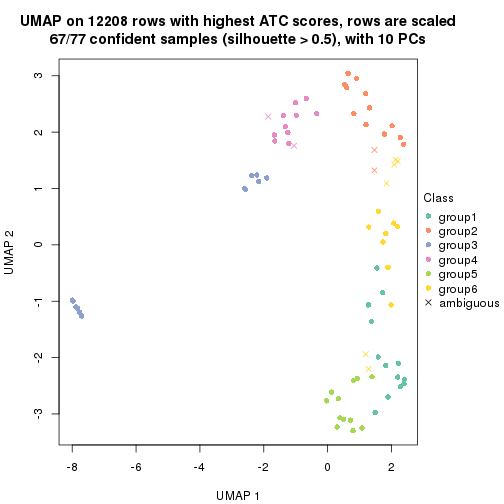 UMAP on 12208 rows with highest ATC scores, rows are scaled
67/77 confident samples (silhouette > 0.5), with 10 PCs
3
2
1
0
-1
-2
-3
UMAP 2
-8
-6
-4
-2
0
2
UMAP 1
Class
group1
group2
group3
group4
group5
group6
ambiguous